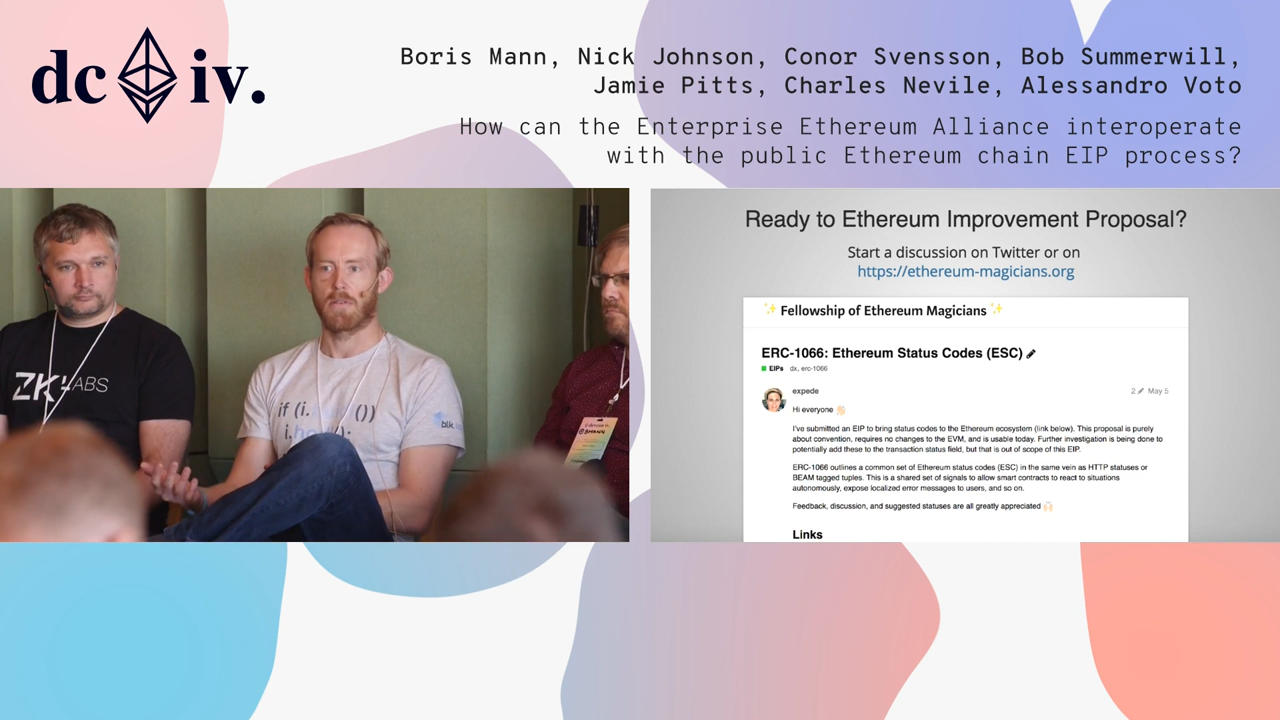 dc iv.
Boris Mann, Nick Johnson, Conor Svensson, Bob Summerwill,
Jamie Pitts, Charles Nevile, Alessandro Voto
How can the Enterprise Ethereum Alliance interoperate
with the public Ethereum chain EIP process?
ZK LABS
if (i. ())
i.
blk.
Ready to Ethereum Improvement Proposal?
Start a discussion on Twitter or on
https://ethereum-magicians.org
✨ Fellowship of Ethereum Magicians ✨
ERC-1066: Ethereum Status Codes (ESC)
EIPs dx, erc-1066
expede 2 May 5
Hi everyone 👋🏻
I've submitted an EIP to bring status codes to the Ethereum ecosystem (link below). This proposal is purely
about convention, requires no changes to the EVM, and is usable today. Further investigation is being done to
potentially add these to the transaction status field, but that is out of scope of this EIP.
ERC-1066 outlines a common set of Ethereum status codes (ESC) in the same vein as HTTP statuses or
BEAM tagged tuples. This is a shared set of signals to allow smart contracts to react to situations
autonomously, expose localized error messages to users, and so on.
Feedback, discussion, and suggested statuses are all greatly appreciated 🙌🏻
Links